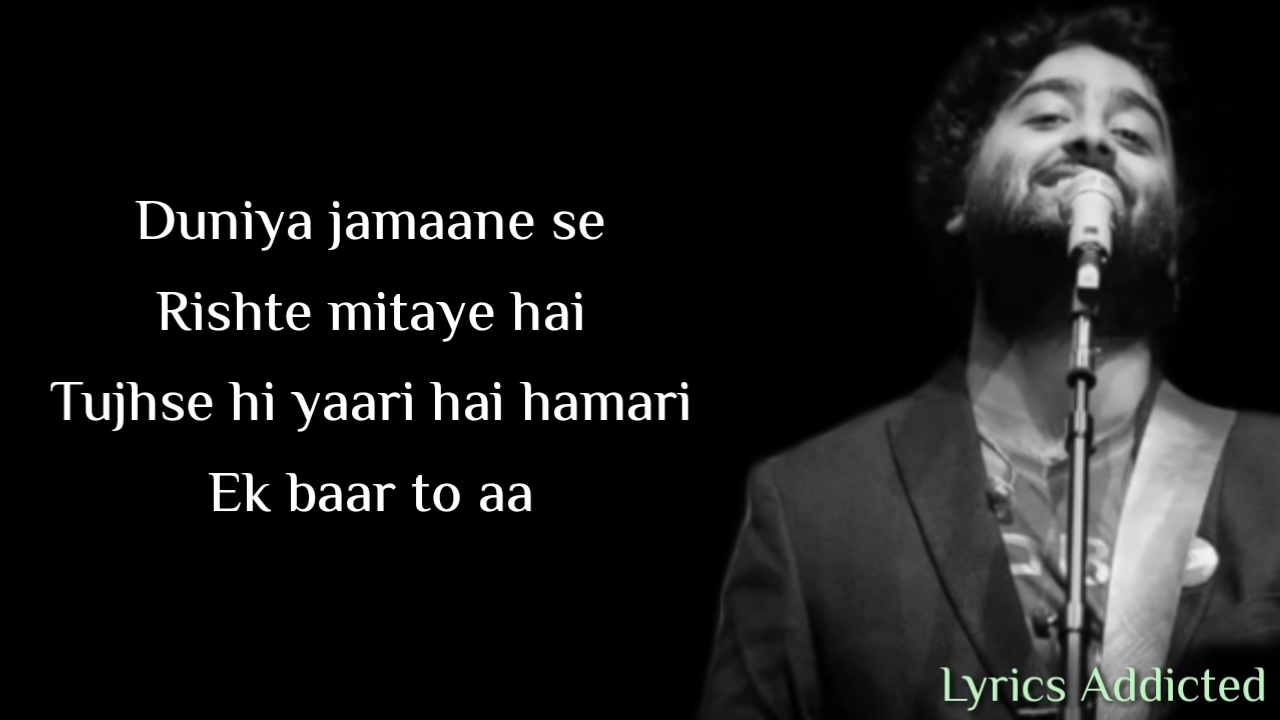 Duniya jamaane se
Rishte mitaye hai
Tujhse hi yaari hai hamari
Ek baar to aa
Lyrics Addicted